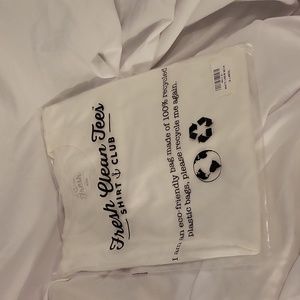 Fresh Clean Tees
SHIRT CLUB
I am an eco-friendly bag made of 100% recycled
plastic bags, please recycle me again.
Fresh